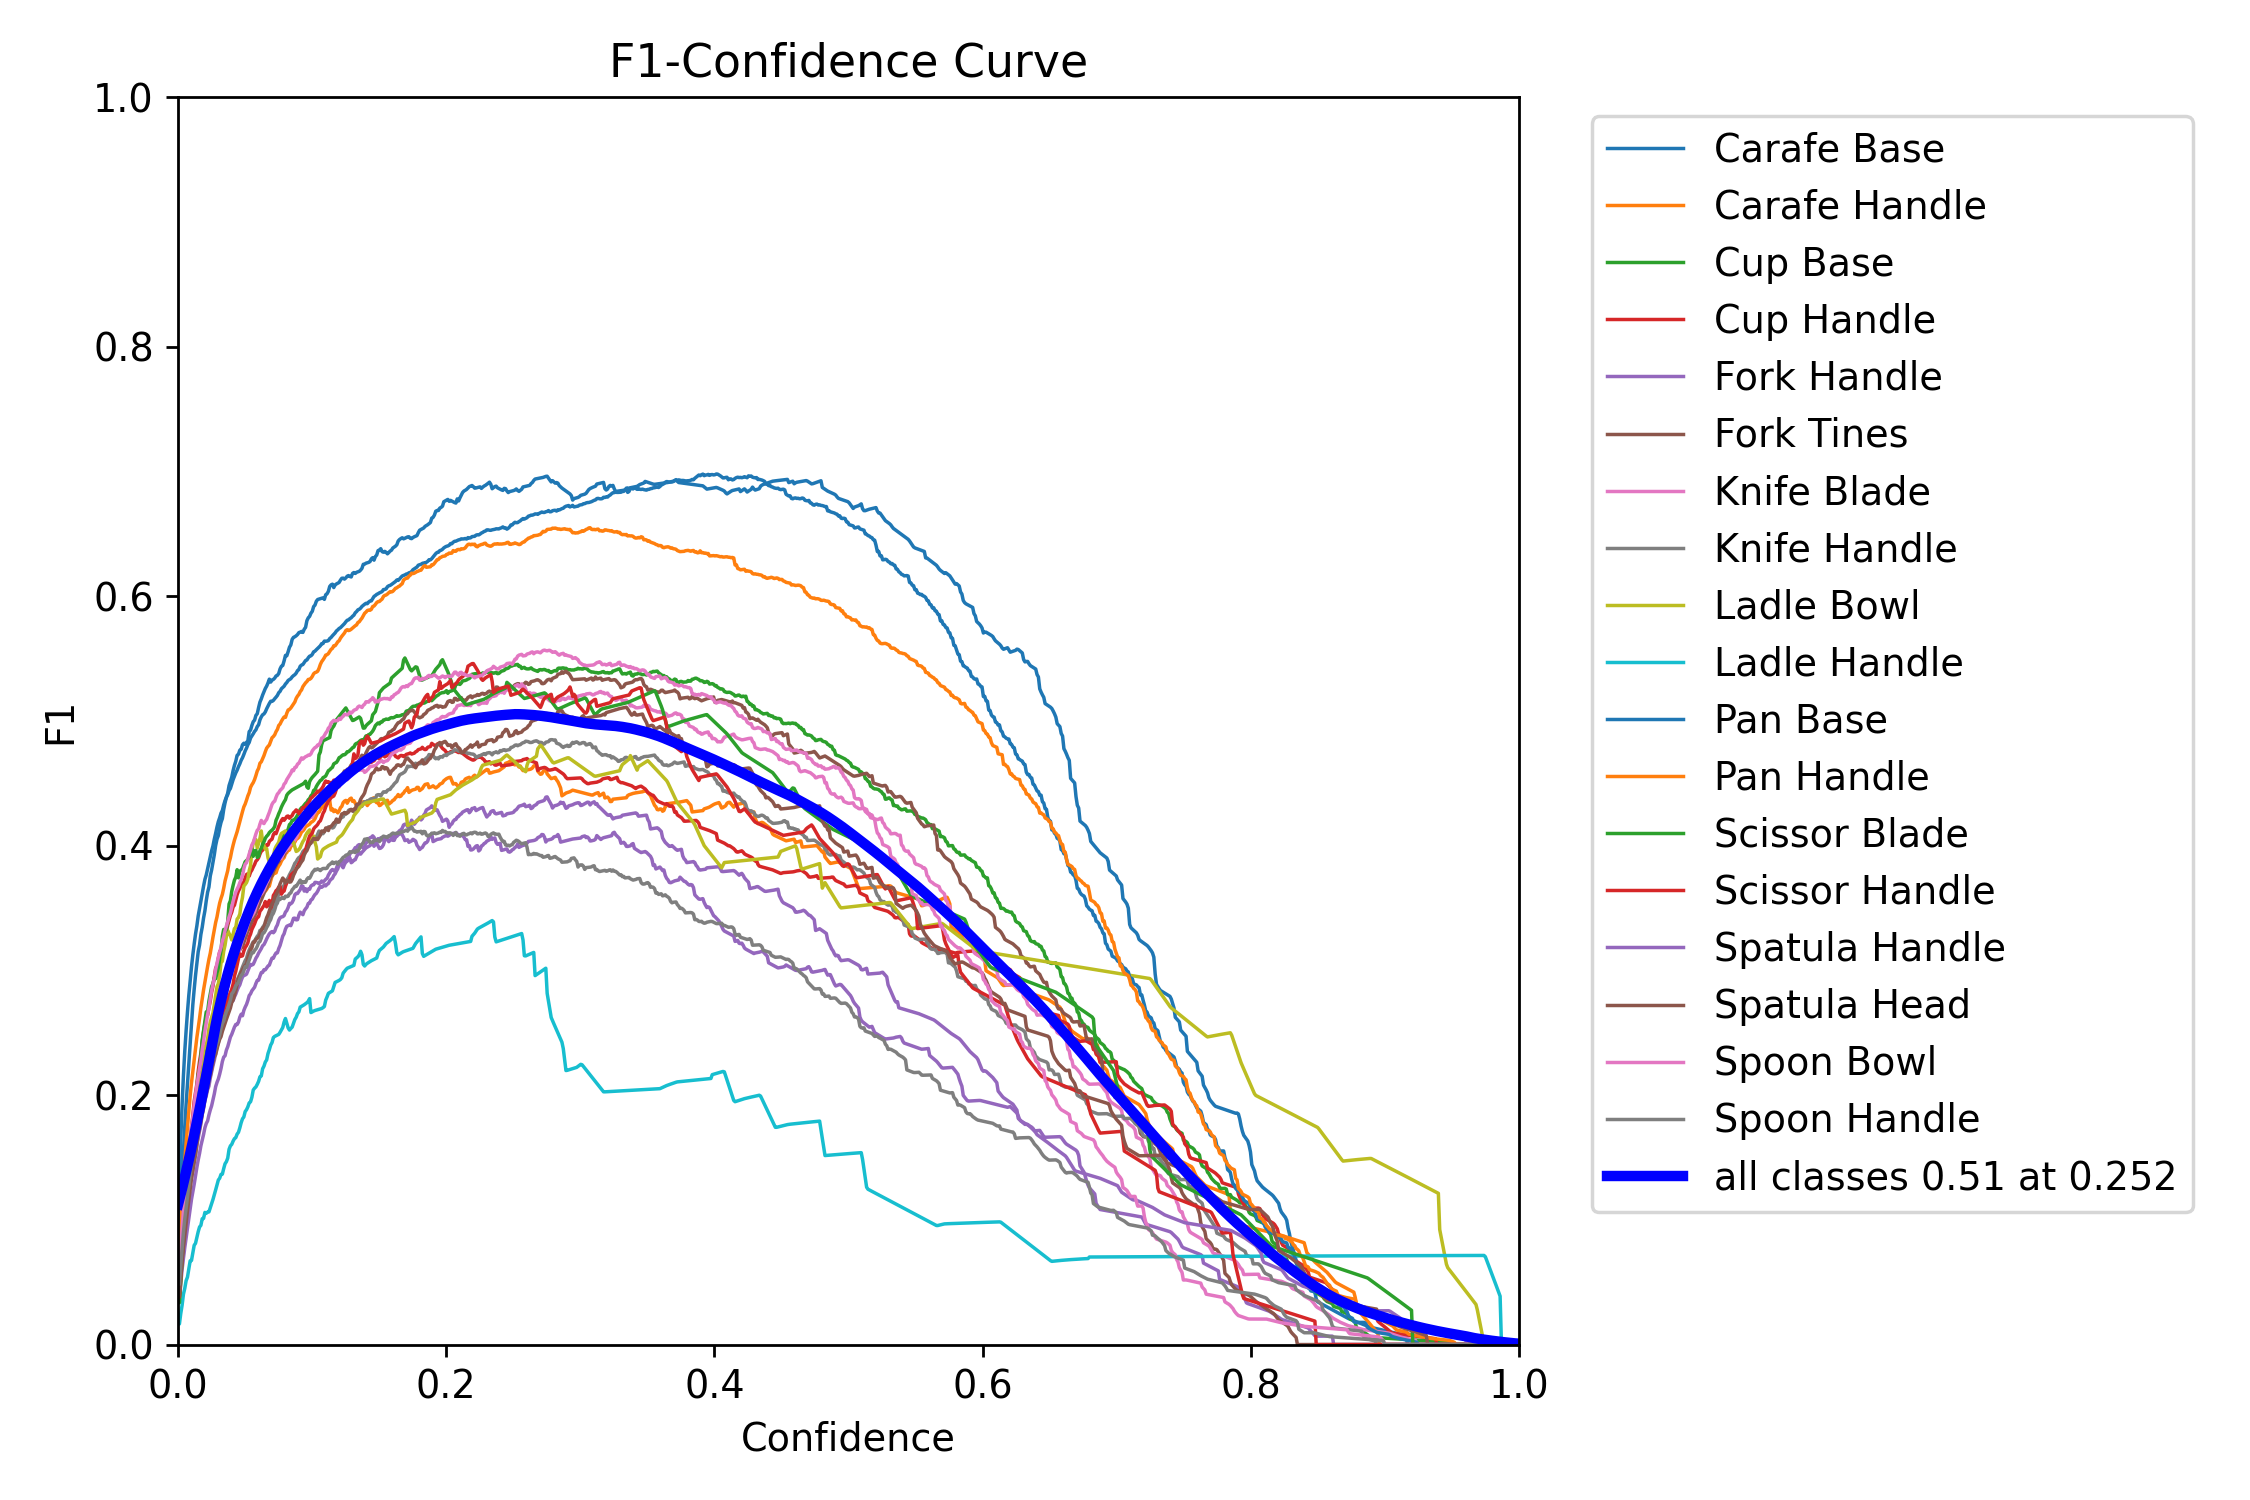 F1-Confidence Curve
1.0
0.8
0.6
0.4
0.2
0.0
F1
0.0 0.2 0.4 0.6 0.8 1.0
Confidence
Carafe Base
Carafe Handle
Cup Base
Cup Handle
Fork Handle
Fork Tines
Knife Blade
Knife Handle
Ladle Bowl
Ladle Handle
Pan Base
Pan Handle
Scissor Blade
Scissor Handle
Spatula Handle
Spatula Head
Spoon Bowl
Spoon Handle
all classes 0.51 at 0.252